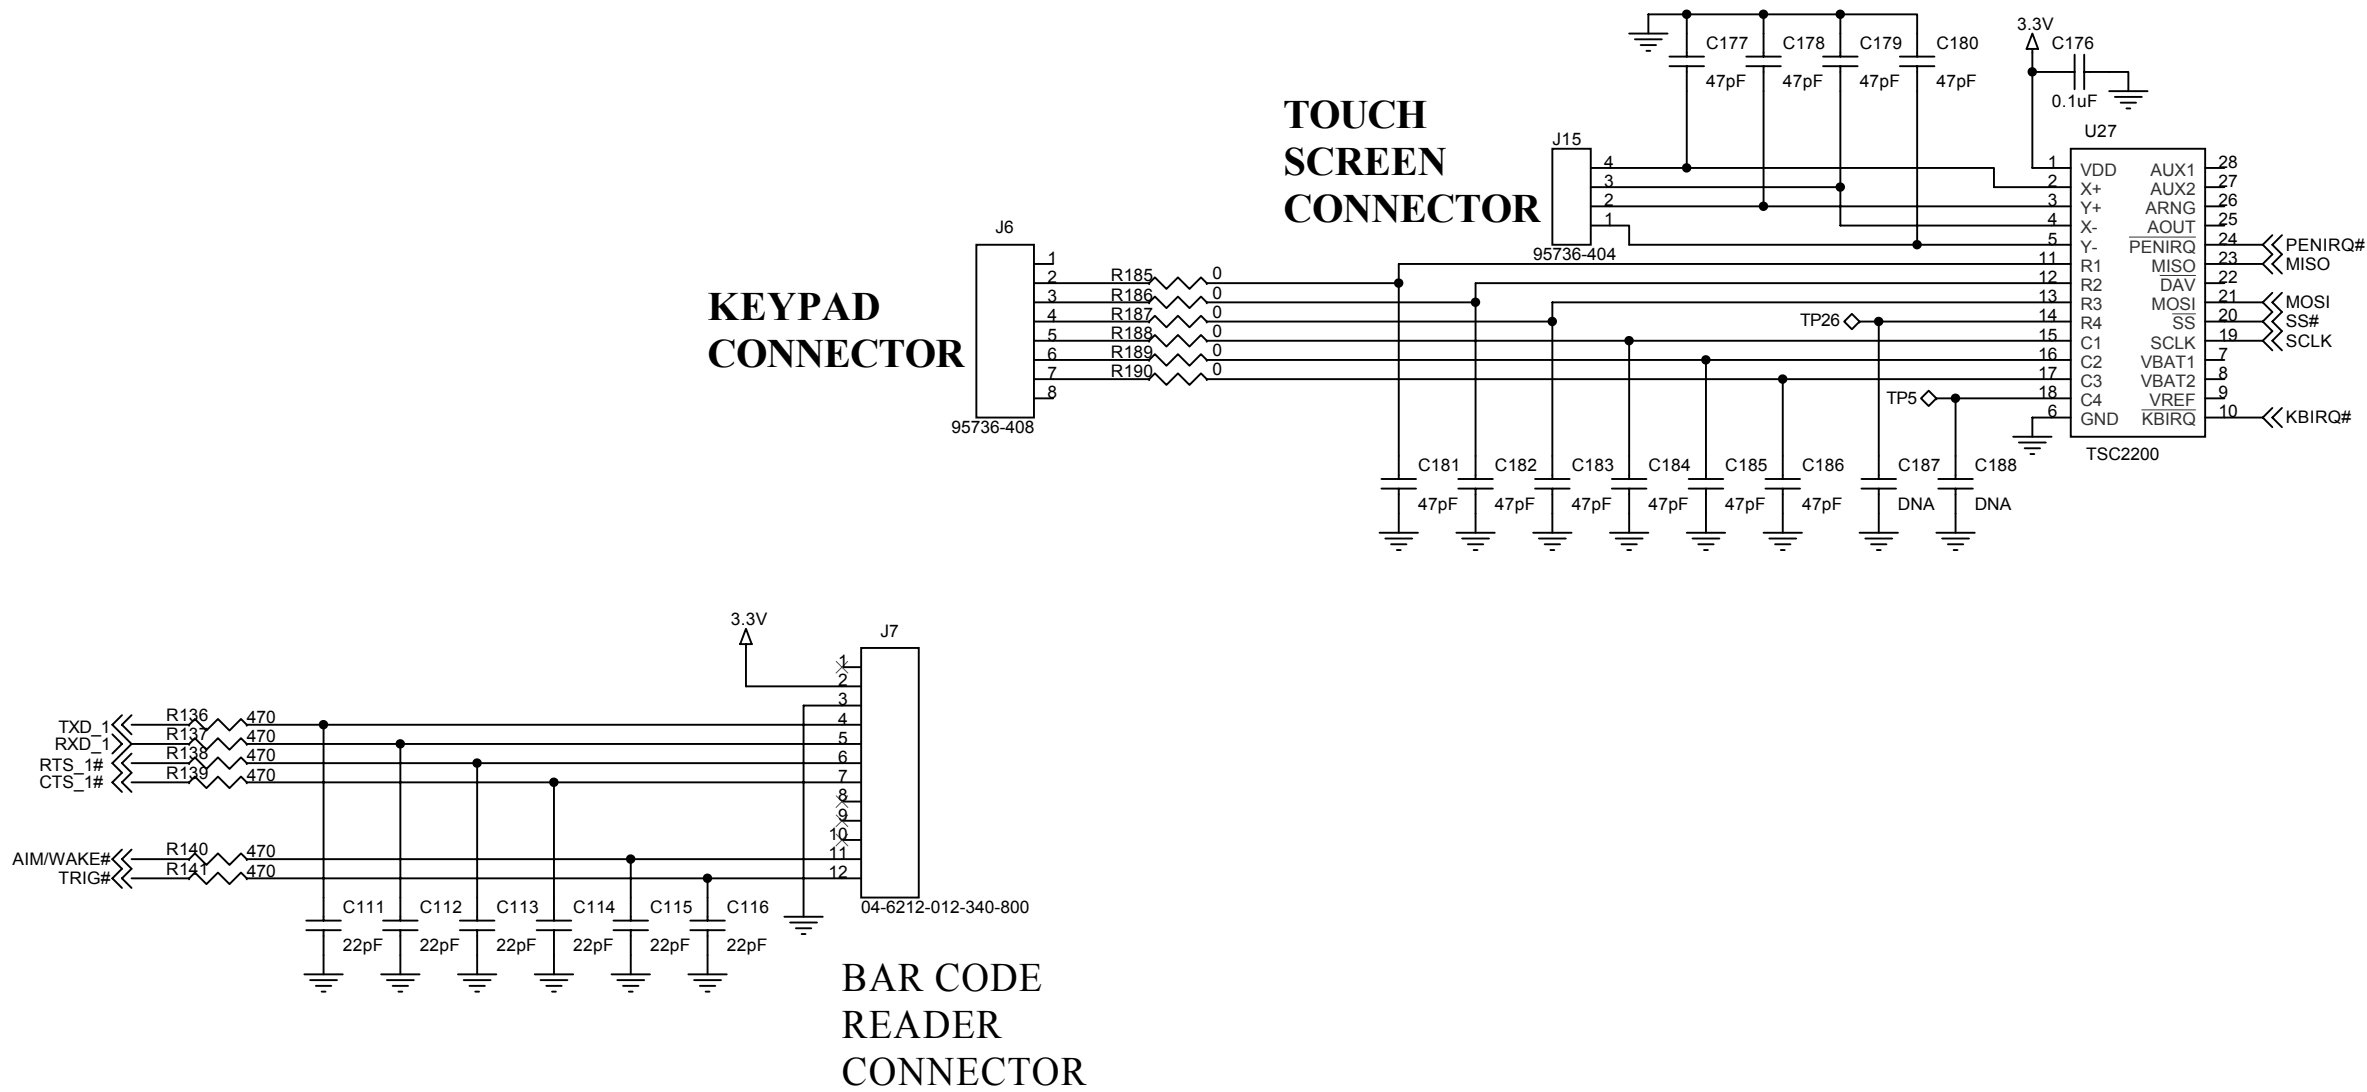 3.3V
C177
C178
C179
C180
C176
47pF
47pF
47pF
47pF
0.1uF
TOUCH
SCREEN
CONNECTOR
J15
4
3
2
1
95736-404
U27
1 VDD AUX1 28
2 X+ AUX2 27
3 Y+ ARNG 26
4 X- AOUT 25
5 Y- PENIRQ 24 PENIRQ#
11 R1 MISO 23 MISO
12 R2 DAV 22
13 R3 MOSI 21 MOSI
14 R4 SS 20 SS#
15 C1 SCLK 19 SCLK
16 C2 VBAT1 7
17 C3 VBAT2 8
18 C4 VREF 9
6 GND KBIRQ 10 KBIRQ#
TSC2200
TP26
TP5
KEYPAD
CONNECTOR
J6
1
2 R185 0
3 R186 0
4 R187 0
5 R188 0
6 R189 0
7 R190 0
8
95736-408
C181
C182
C183
C184
C185
C186
C187
C188
47pF
47pF
47pF
47pF
47pF
47pF
DNA
DNA
3.3V
J7
1
2
3
TXD_1 R136 470 4
RXD_1 R137 470 5
RTS_1# R138 470 6
CTS_1# R139 470 7
8
9
10
AIM/WAKE# R140 470 11
TRIG# R141 470 12
04-6212-012-340-800
C111
C112
C113
C114
C115
C116
22pF
22pF
22pF
22pF
22pF
22pF
BAR CODE
READER
CONNECTOR